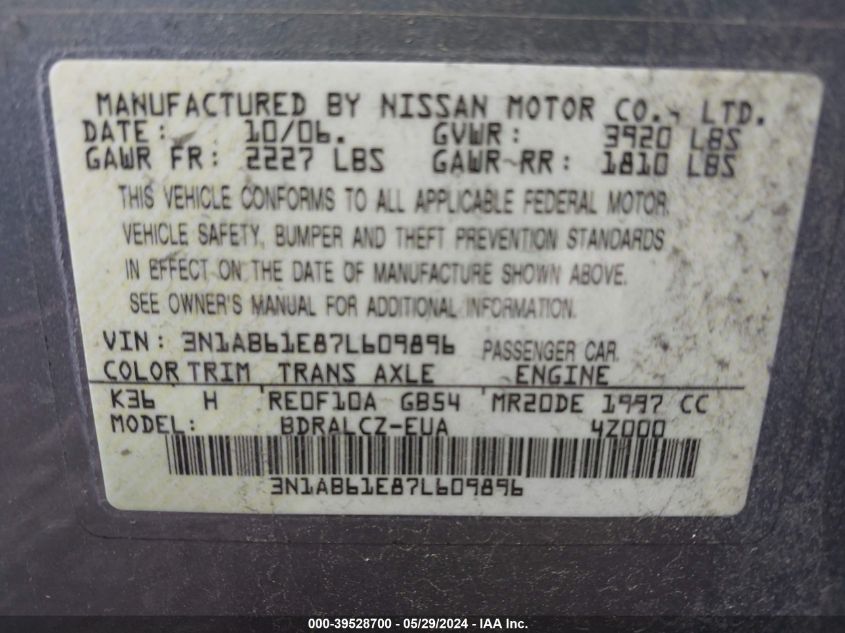 MANUFACTURED BY NISSAN MOTOR CO., LTD.
DATE: 10/06. GVWR: 3920 LBS
GAWR FR: 2227 LBS GAWR-RR: 1810 LBS
THIS VEHICLE CONFORMS TO ALL APPLICABLE FEDERAL MOTOR
VEHICLE SAFETY, BUMPER AND THEFT PREVENTION STANDARDS
IN EFFECT ON THE DATE OF MANUFACTURE SHOWN ABOVE.
SEE OWNER'S MANUAL FOR ADDITIONAL INFORMATION.
VIN: 3N1AB61E87L609896 PASSENGER CAR
COLOR TRIM TRANS AXLE ENGINE
K36 H RE0F10A GB54 MR20DE 1997 CC
MODEL: BDRALCZ-EUA 4Z000
3N1AB61E87L609896
000-39528700 - 05/29/2024 - IAA Inc.